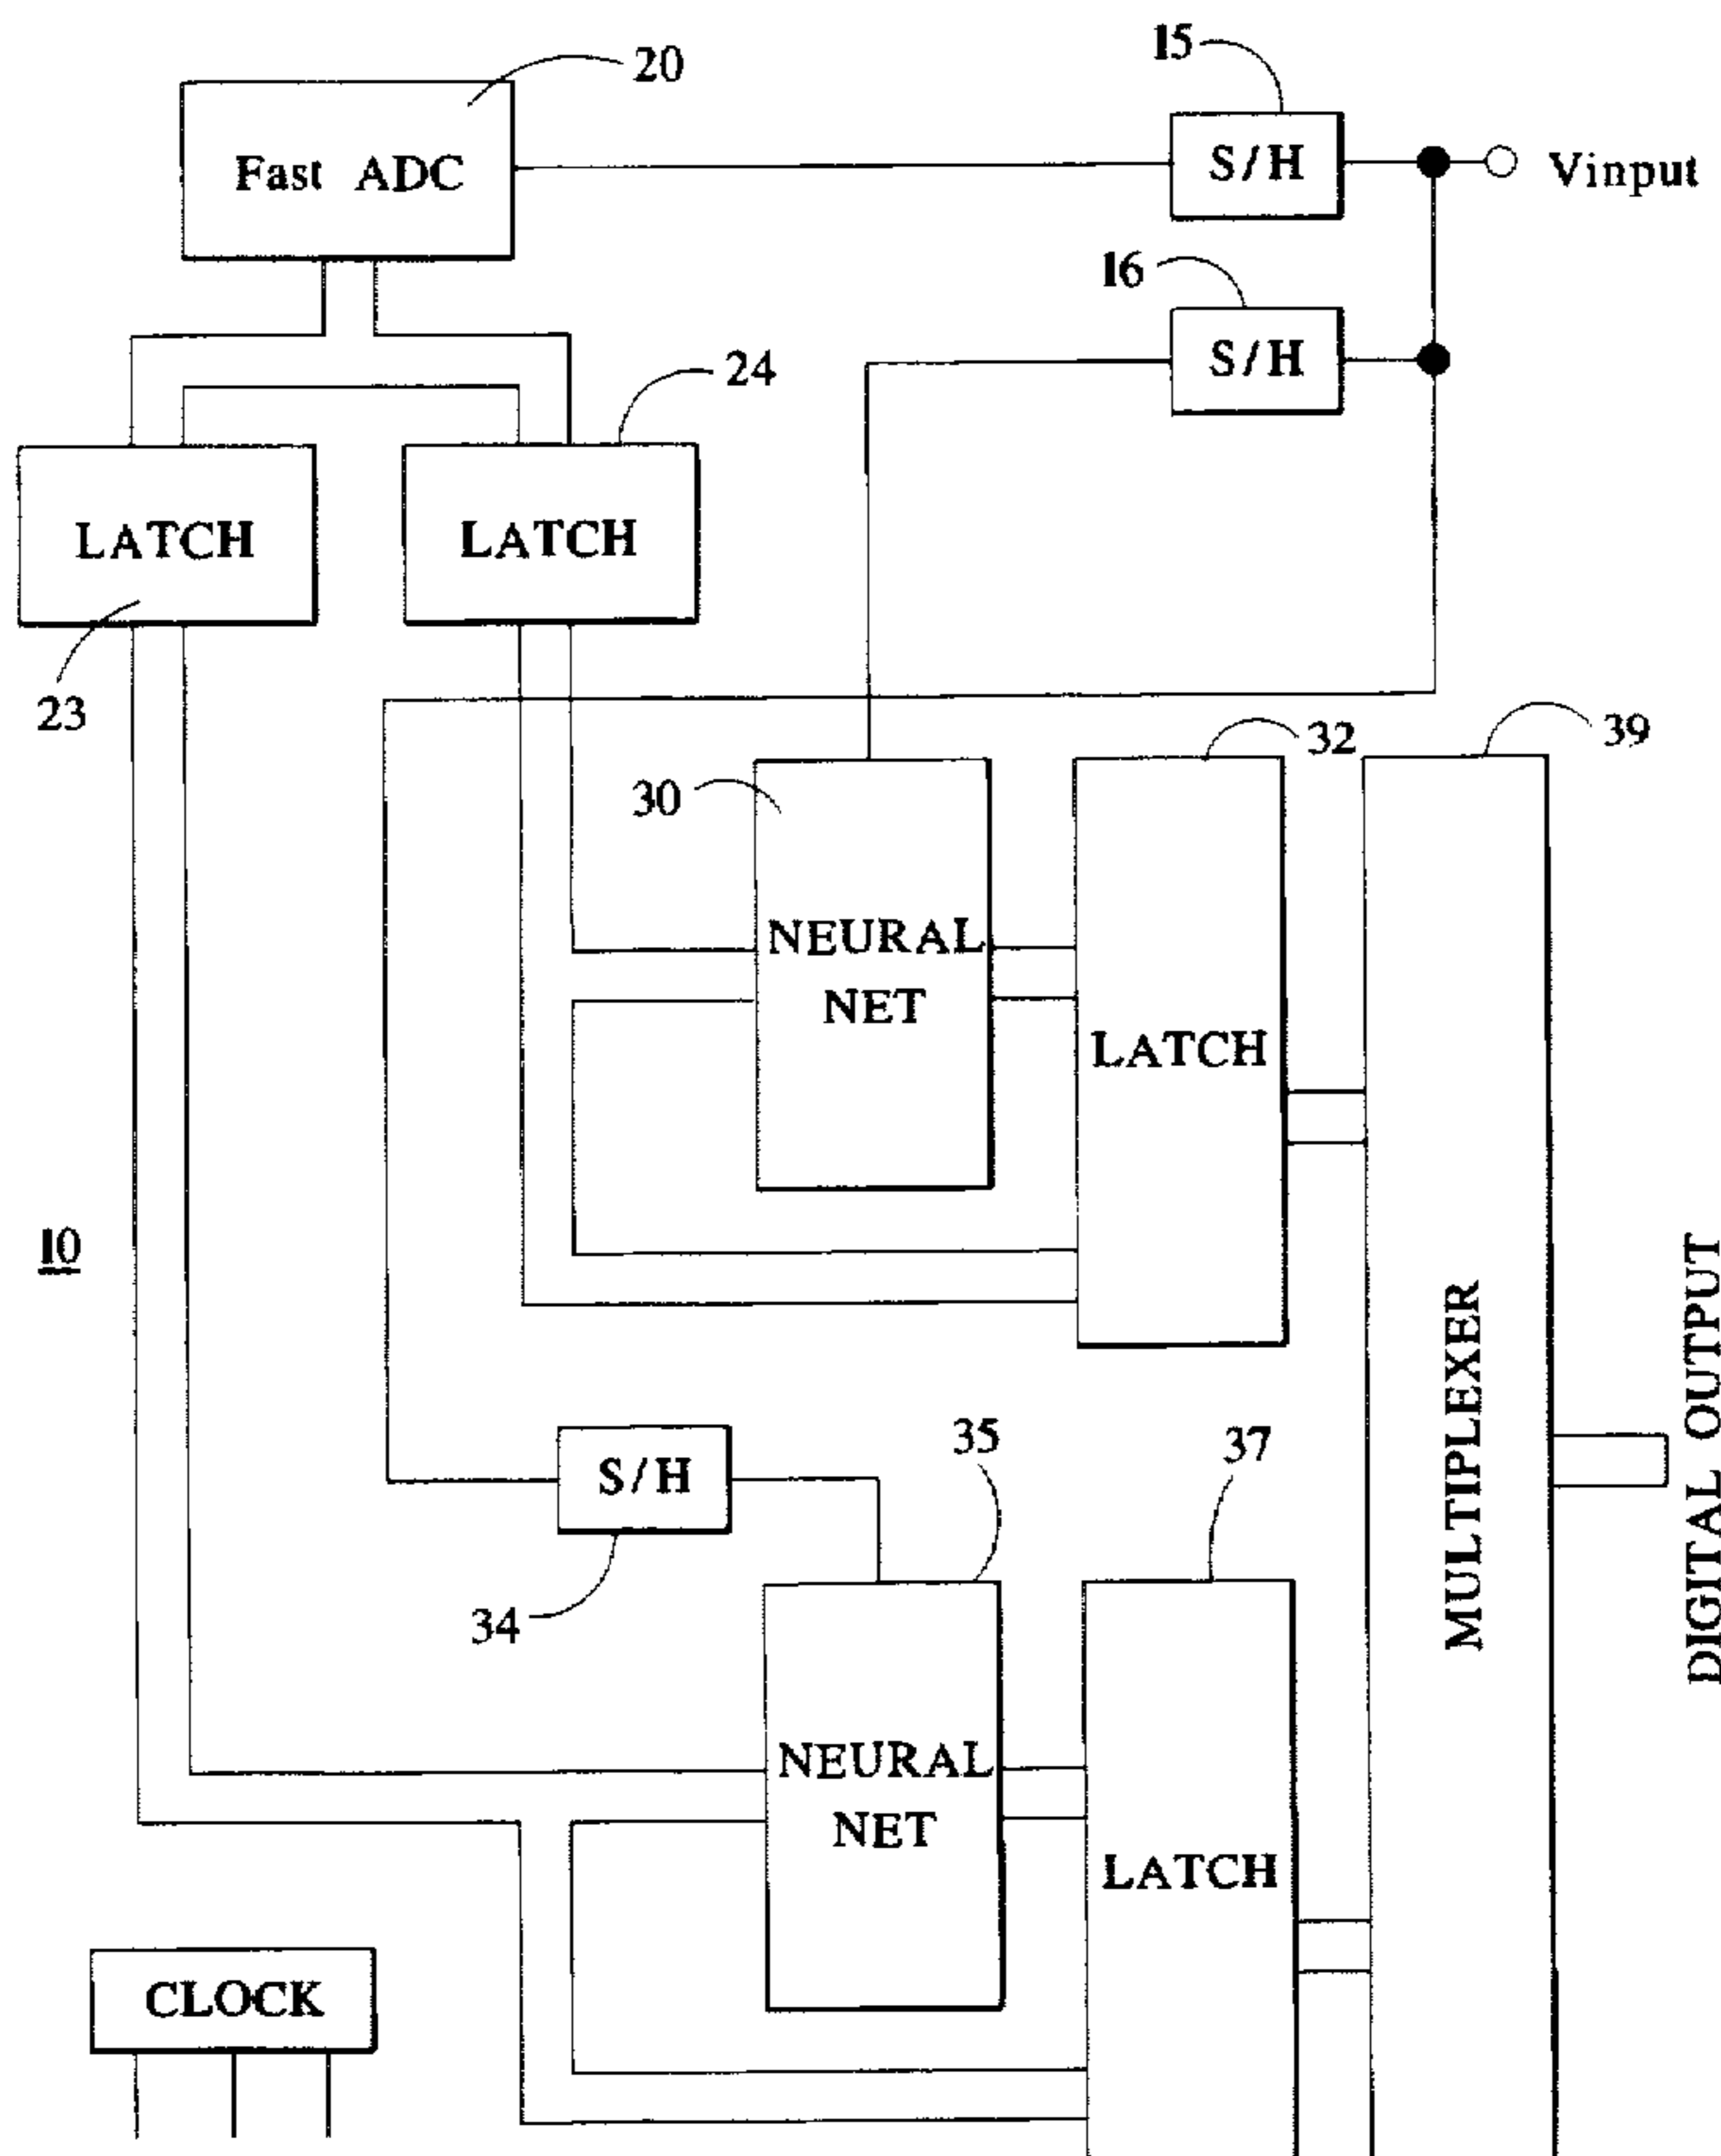 20
15
Fast ADC
S/H
Vinput
16
S/H
24
LATCH
LATCH
23
32
39
30
NEURAL
NET
LATCH
10
MULTIPLEXER
DIGITAL OUTPUT
S/H
35
37
34
NEURAL
NET
LATCH
CLOCK